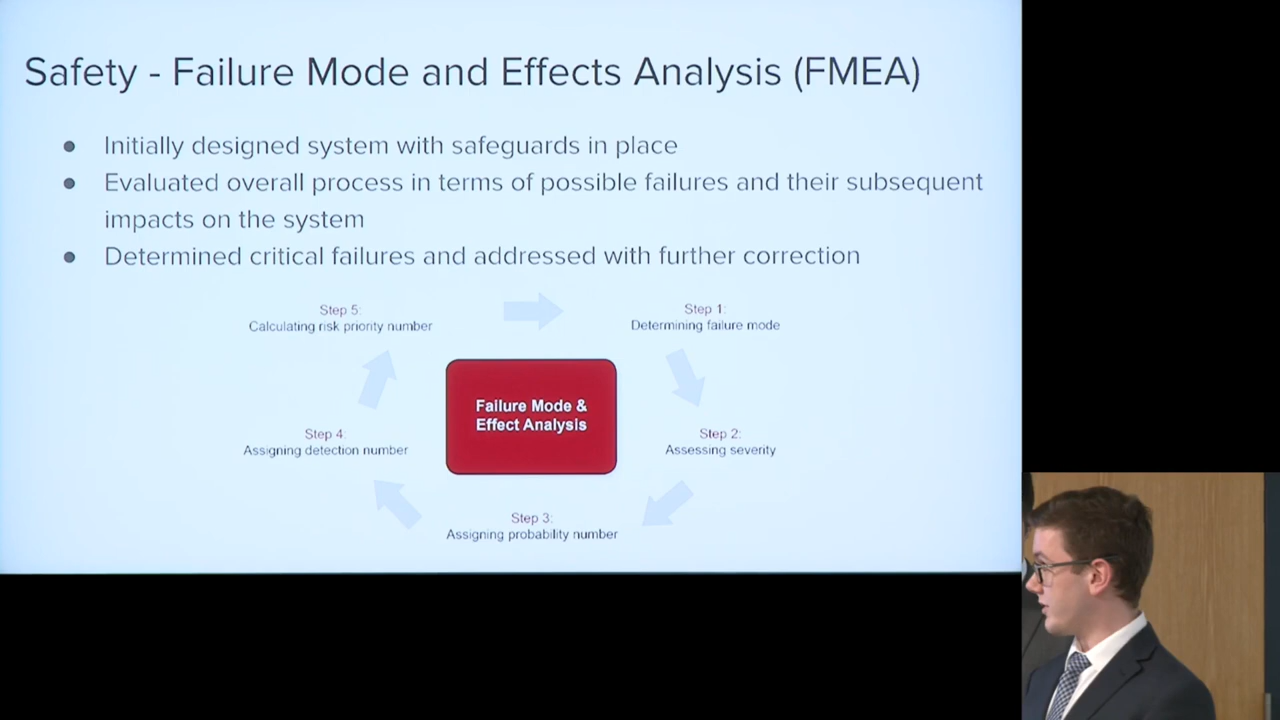 Safety - Failure Mode and Effects Analysis (FMEA)
● Initially designed system with safeguards in place
● Evaluated overall process in terms of possible failures and their subsequent
impacts on the system
● Determined critical failures and addressed with further correction
Step 5:
Calculating risk priority number
Step 1:
Determining failure mode
Failure Mode &
Effect Analysis
Step 4:
Assigning detection number
Step 2:
Assessing severity
Step 3:
Assigning probability number